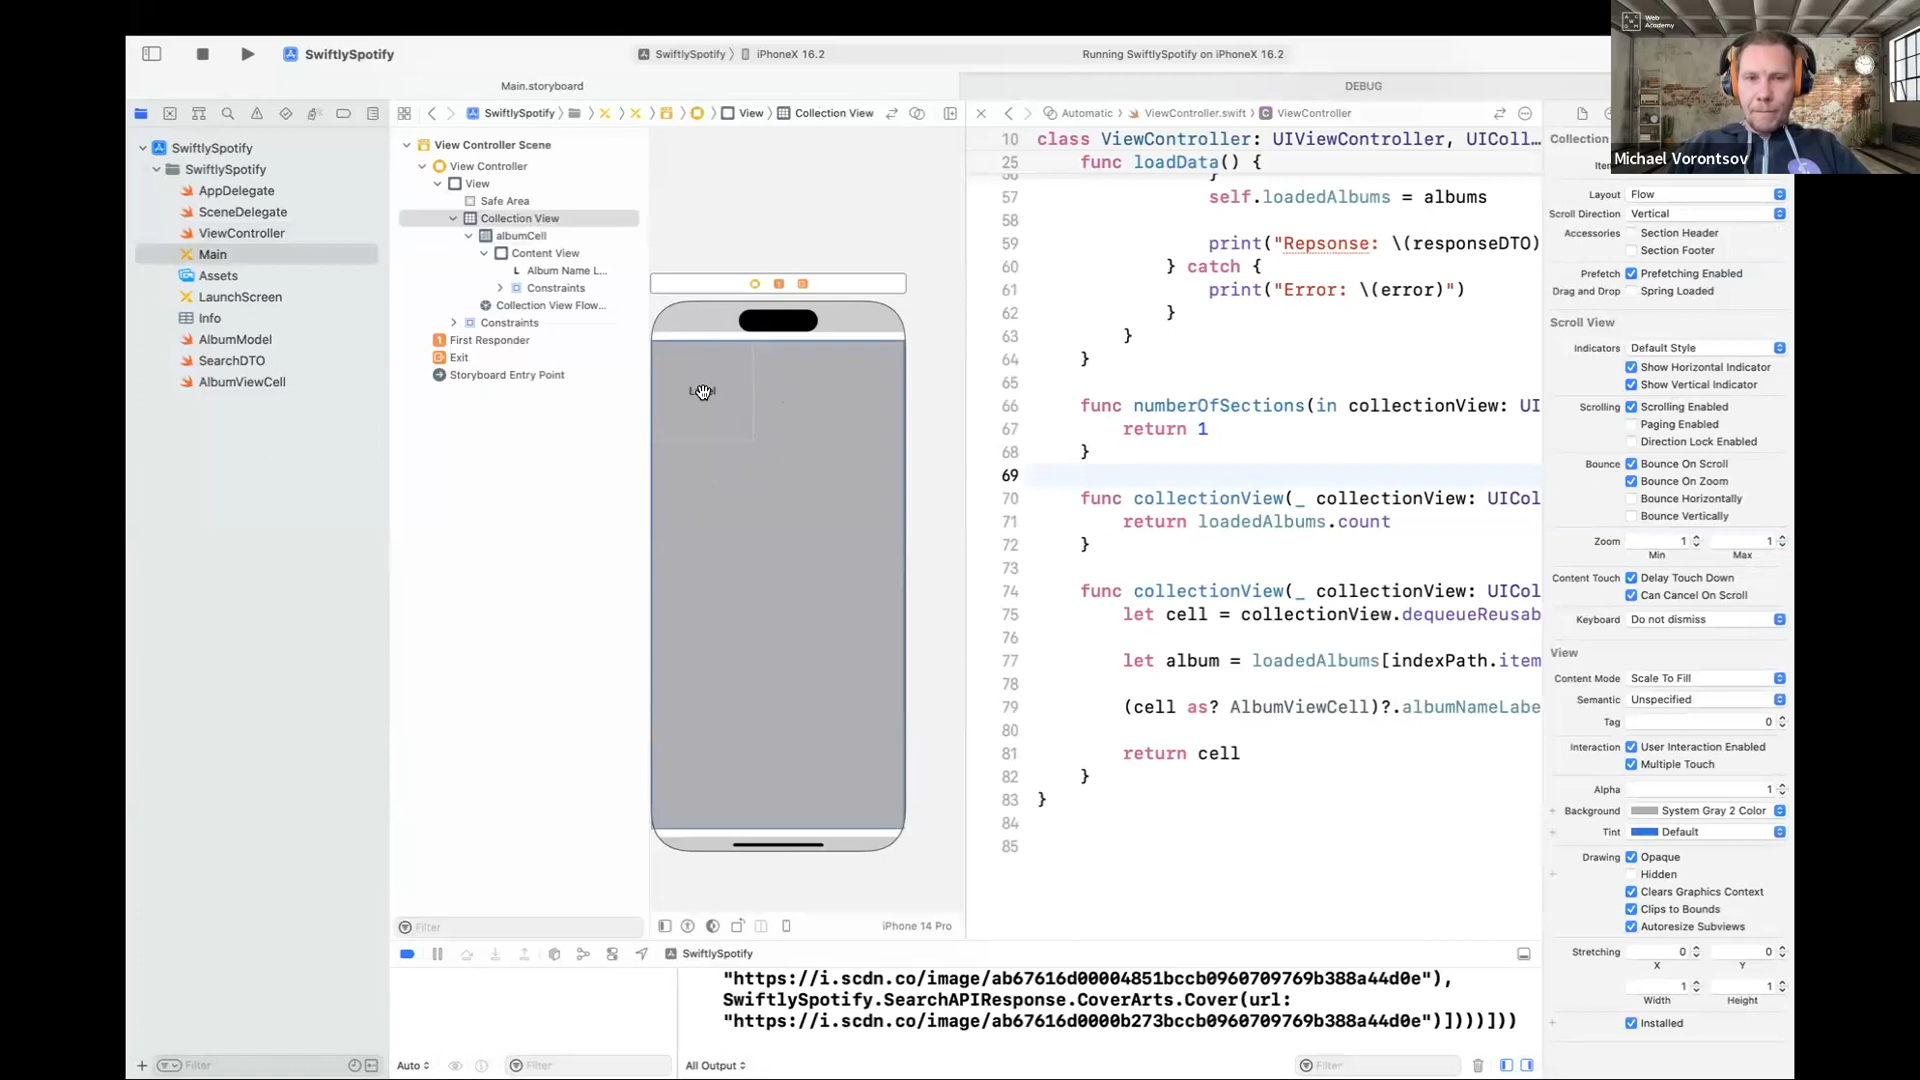 SwiftlySpotify
SwiftlySpotify
iPhoneX 16.2
Running SwiftlySpotify on iPhoneX 16.2
Web
Academy
Michael Vorontsov
Main.storyboard
DEBUG
SwiftlySpotify
View
Collection View
Automatic
ViewController.swift
ViewController
SwiftlySpotify
SwiftlySpotify
AppDelegate
SceneDelegate
ViewController
Main
Assets
LaunchScreen
Info
AlbumModel
SearchDTO
AlbumViewCell
Filter
View Controller Scene
View Controller
View
Safe Area
Collection View
albumCell
Content View
L Album Name L...
Constraints
Collection View Flow...
Constraints
1 First Responder
Exit
Storyboard Entry Point
Filter
iPhone 14 Pro
10 class ViewController: UIViewController, UIColl...
25 func loadData() {
56 }
57 self.loadedAlbums = albums
58
59 print("Repsonse: \(responseDTO)
60 } catch {
61 print("Error: \(error)")
62 }
63 }
64 }
65
66 func numberOfSections(in collectionView: UI
67 return 1
68 }
69
70 func collectionView(_ collectionView: UICol
71 return loadedAlbums.count
72 }
73
74 func collectionView(_ collectionView: UICol
75 let cell = collectionView.dequeueReusab
76
77 let album = loadedAlbums[indexPath.item
78
79 (cell as? AlbumViewCell)?.albumNameLabe
80
81 return cell
82 }
83 }
84
85
Collection
Layout Flow
Scroll Direction Vertical
Accessories Section Header
Section Footer
Prefetch Prefetching Enabled
Drag and Drop Spring Loaded
Scroll View
Indicators Default Style
Show Horizontal Indicator
Show Vertical Indicator
Scrolling Scrolling Enabled
Paging Enabled
Direction Lock Enabled
Bounce Bounce On Scroll
Bounce On Zoom
Bounce Horizontally
Bounce Vertically
Zoom 1 1
Min Max
Content Touch Delay Touch Down
Can Cancel On Scroll
Keyboard Do not dismiss
View
Content Mode Scale To Fill
Semantic Unspecified
Tag 0
Interaction User Interaction Enabled
Multiple Touch
Alpha 1
Background System Gray 2 Color
Tint Default
Drawing Opaque
Hidden
Clears Graphics Context
Clips to Bounds
Autoresize Subviews
Stretching 0 0
X Y
1 1
Width Height
Installed
SwiftlySpotify
"https://i.scdn.co/image/ab67616d00004851bccb0960709769b388a44d0e"),
SwiftlySpotify.SearchAPIResponse.CoverArts.Cover(url:
"https://i.scdn.co/image/ab67616d0000b273bccb0960709769b388a44d0e")])))]))
Auto
Filter
All Output
Filter